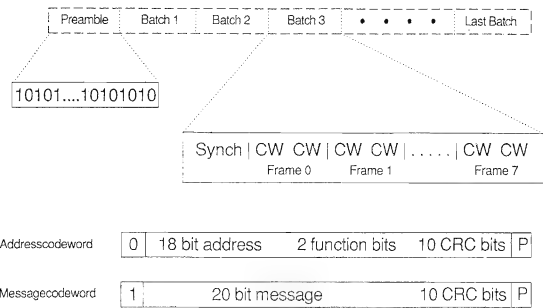 Preamble Batch 1 Batch 2 Batch 3 • • • • Last Batch
10101....10101010
Synch | CW CW | CW CW | ..... | CW CW
Frame 0 Frame 1 Frame 7
Addresscodeword 0 18 bit address 2 function bits 10 CRC bits P
Messagecodeword 1 20 bit message 10 CRC bits P